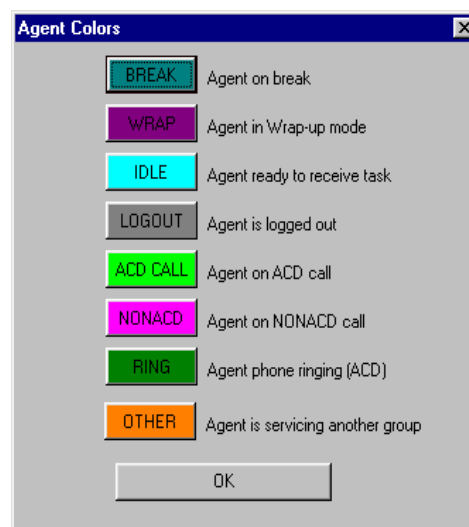 Agent Colors
BREAK Agent on break
WRAP Agent in Wrap-up mode
IDLE Agent ready to receive task
LOGOUT Agent is logged out
ACD CALL Agent on ACD call
NONACD Agent on NONACD call
RING Agent phone ringing (ACD)
OTHER Agent is servicing another group
OK